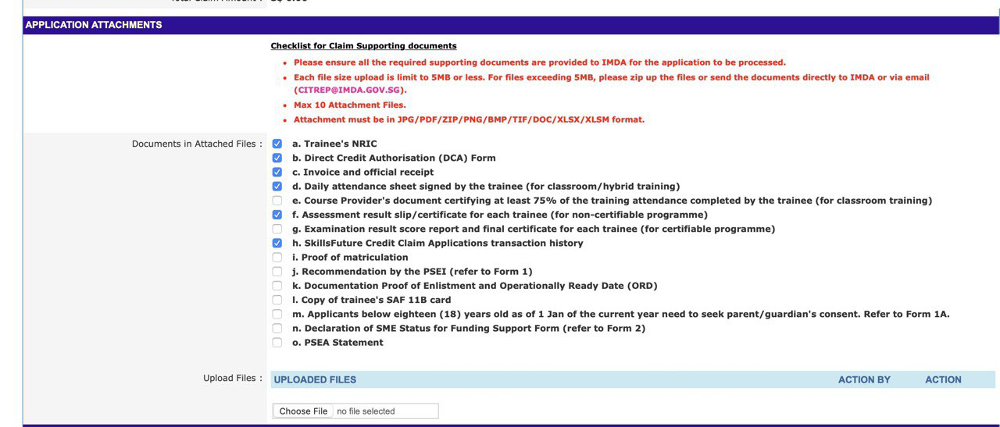 APPLICATION ATTACHMENTS
Checklist for Claim Supporting documents
• Please ensure all the required supporting documents are provided to IMDA for the application to be processed.
• Each file size upload is limit to 5MB or less. For files exceeding 5MB, please zip up the files or send the documents directly to IMDA or via email
(CITREP@IMDA.GOV.SG).
• Max 10 Attachment Files.
• Attachment must be in JPG/PDF/ZIP/PNG/BMP/TIF/DOC/XLSX/XLSM format.
Documents in Attached Files :
a. Trainee's NRIC
b. Direct Credit Authorisation (DCA) Form
c. Invoice and official receipt
d. Daily attendance sheet signed by the trainee (for classroom/hybrid training)
e. Course Provider's document certifying at least 75% of the training attendance completed by the trainee (for classroom training)
f. Assessment result slip/certificate for each trainee (for non-certifiable programme)
g. Examination result score report and final certificate for each trainee (for certifiable programme)
h. SkillsFuture Credit Claim Applications transaction history
i. Proof of matriculation
j. Recommendation by the PSEI (refer to Form 1)
k. Documentation Proof of Enlistment and Operationally Ready Date (ORD)
l. Copy of trainee's SAF 11B card
m. Applicants below eighteen (18) years old as of 1 Jan of the current year need to seek parent/guardian's consent. Refer to Form 1A.
n. Declaration of SME Status for Funding Support Form (refer to Form 2)
o. PSEA Statement
Upload Files : UPLOADED FILES ACTION BY ACTION
Choose File no file selected